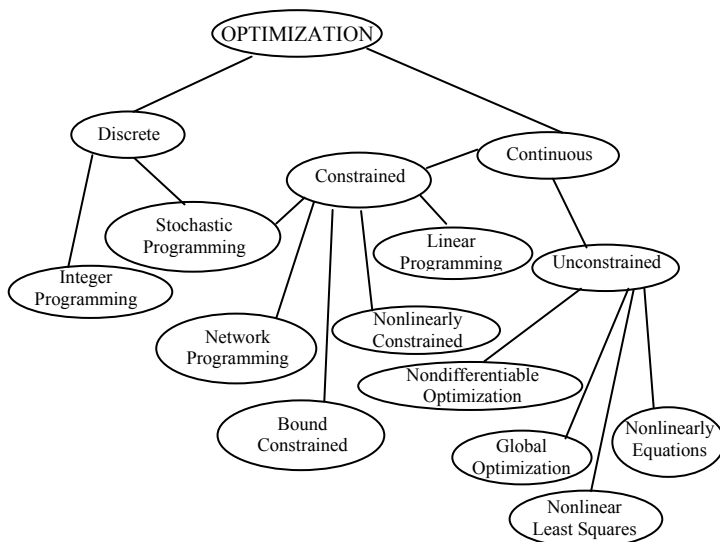 OPTIMIZATION
Discrete
Continuous
Constrained
Stochastic
Programming
Linear
Programming
Unconstrained
Integer
Programming
Network
Programming
Nonlinearly
Constrained
Nondifferentiable
Optimization
Bound
Constrained
Global
Optimization
Nonlinearly
Equations
Nonlinear
Least Squares